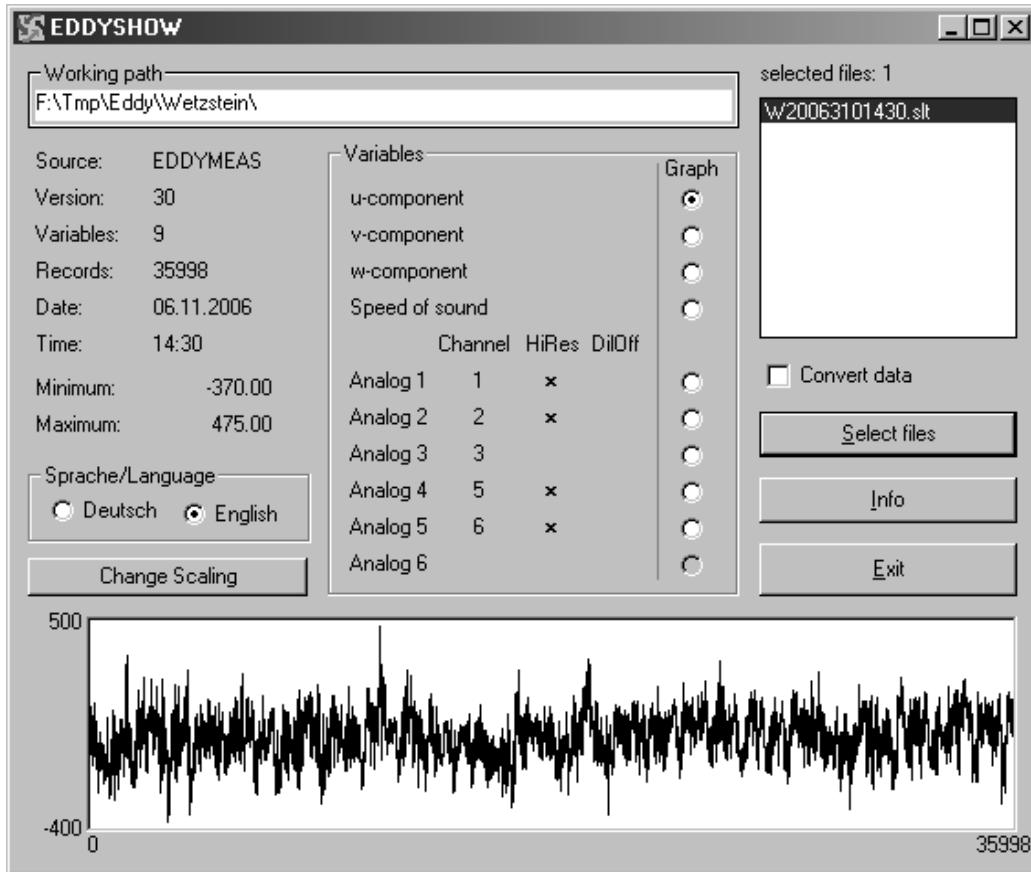 EDDYSHOW
Working path
F:\Tmp\Eddy\Wetzstein\
selected files: 1
W20063101430.slt
Source: EDDYMEAS
Version: 30
Variables: 9
Records: 35998
Date: 06.11.2006
Time: 14:30
Minimum: -370.00
Maximum: 475.00
Sprache/Language
Deutsch English
Change Scaling
Variables
Graph
u-component
v-component
w-component
Speed of sound
Channel HiRes DilOff
Analog 1 1 ×
Analog 2 2 ×
Analog 3 3
Analog 4 5 ×
Analog 5 6 ×
Analog 6
Convert data
Select files
Info
Exit
500
-400
0 35998